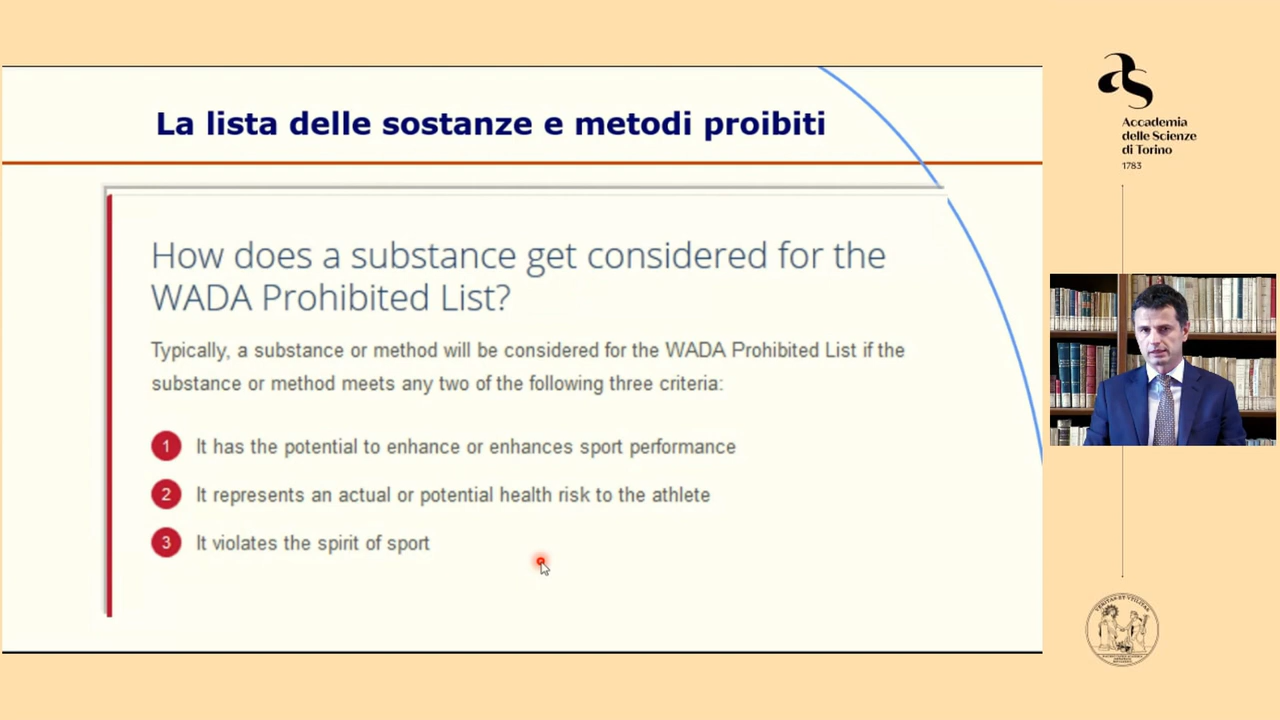 La lista delle sostanze e metodi proibiti
How does a substance get considered for the
WADA Prohibited List?
Typically, a substance or method will be considered for the WADA Prohibited List if the
substance or method meets any two of the following three criteria:
1 It has the potential to enhance or enhances sport performance
2 It represents an actual or potential health risk to the athlete
3 It violates the spirit of sport
as
Accademia
delle Scienze
di Torino
1783
VERITAS ET UTILITAS